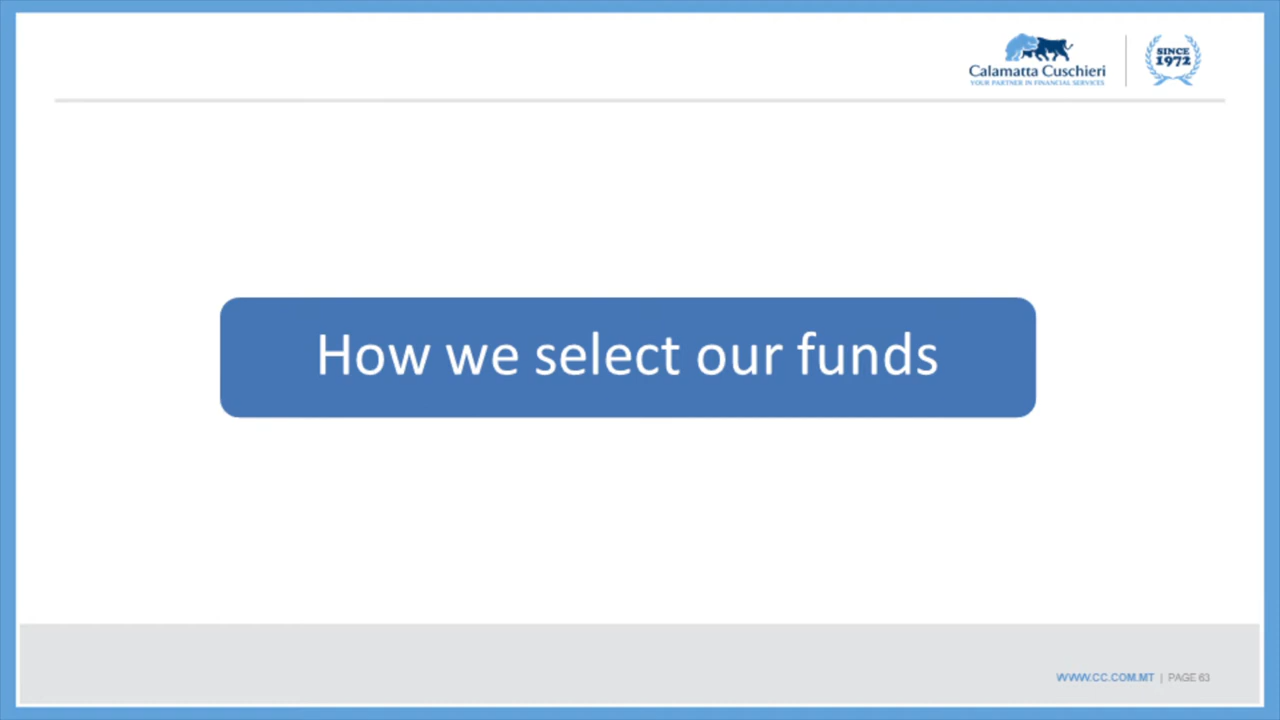 Calamatta Cuschieri
YOUR PARTNER IN FINANCIAL SERVICES
SINCE
1972
How we select our funds
WWW.CC.COM.MT | PAGE 63